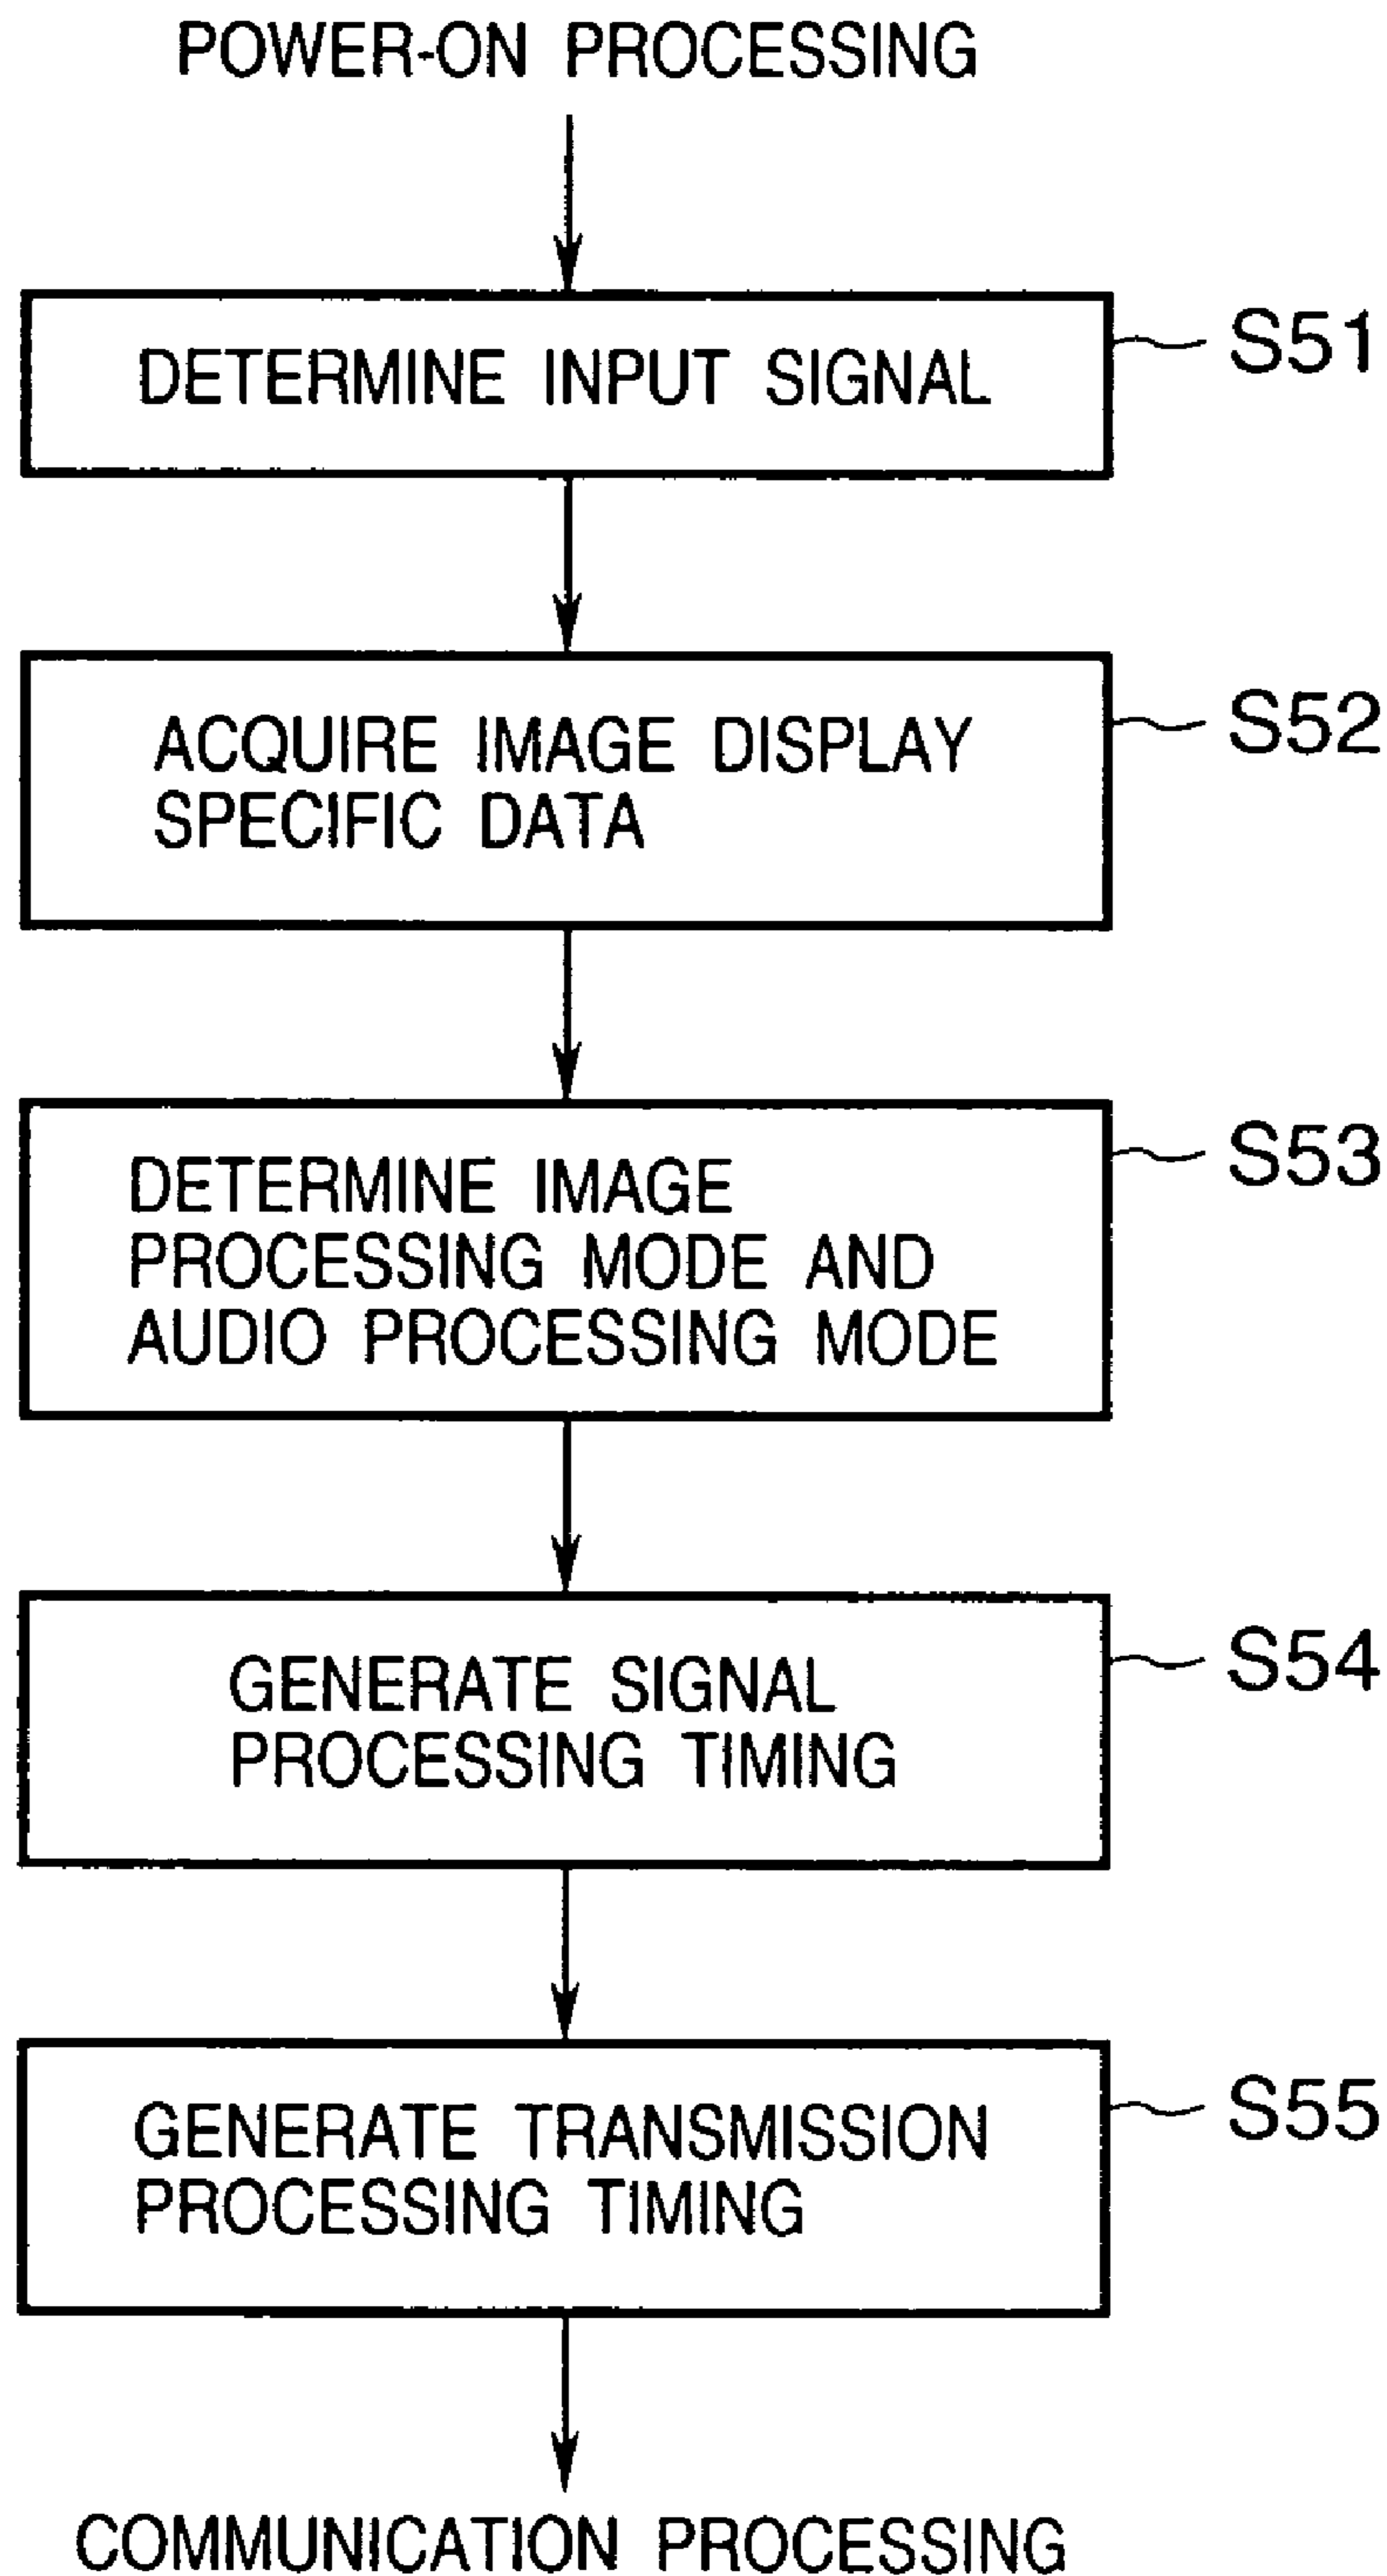 POWER-ON PROCESSING
DETERMINE INPUT SIGNAL
S51
ACQUIRE IMAGE DISPLAY
SPECIFIC DATA
S52
DETERMINE IMAGE
PROCESSING MODE AND
AUDIO PROCESSING MODE
S53
GENERATE SIGNAL
PROCESSING TIMING
S54
GENERATE TRANSMISSION
PROCESSING TIMING
S55
COMMUNICATION PROCESSING